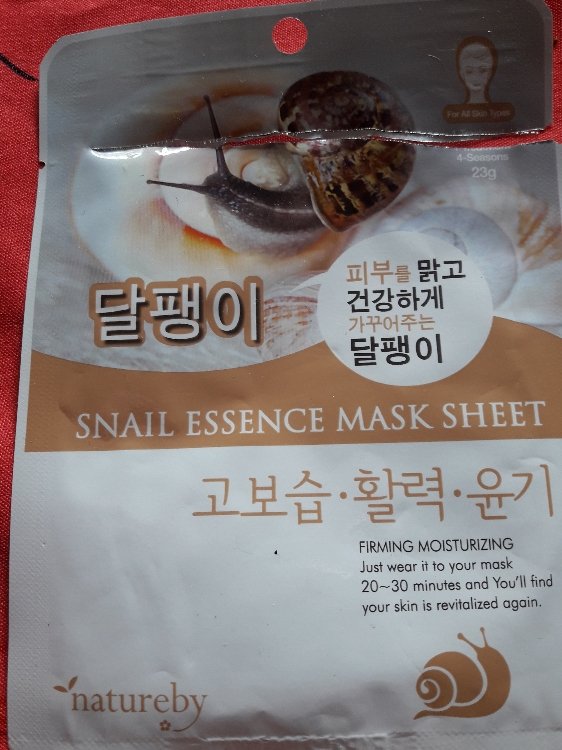 For All Skin Types
4-Seasons
23g
달팽이
피부를 맑고
건강하게
가꾸어주는
달팽이
SNAIL ESSENCE MASK SHEET
고보습·활력·윤기
FIRMING MOISTURIZING
Just wear it to your mask
20~30 minutes and You'll find
your skin is revitalized again.
natureby